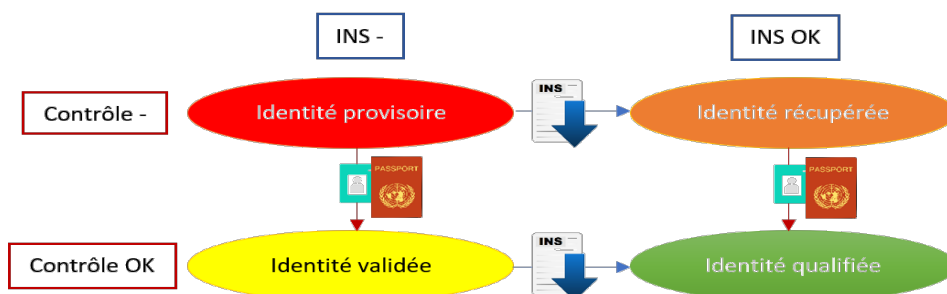 INS -
INS OK
Contrôle -
Identité provisoire
INS
Identité récupérée
PASSPORT
PASSPORT
Contrôle OK
Identité validée
INS
Identité qualifiée